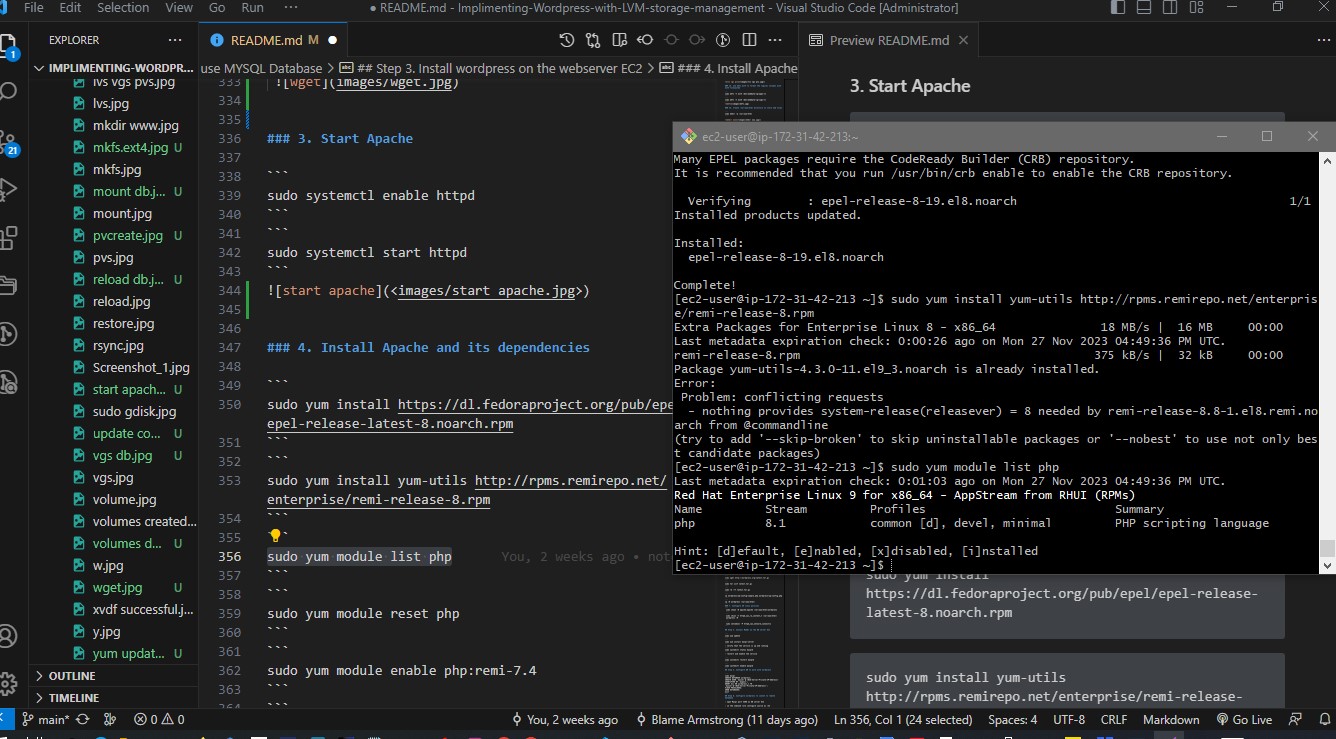 File Edit Selection View Go Run ··· ● README.md - Implimenting-Wordpress-with-LVM-storage-management - Visual Studio Code [Administrator]
EXPLORER ···
IMPLIMENTING-WORDPR...
lvs vgs pvs.jpg
lvs.jpg
mkdir www.jpg
mkfs.ext4.jpg U
mkfs.jpg
mount db.j... U
mount.jpg
pvcreate.jpg U
pvs.jpg
reload db.j... U
reload.jpg
restore.jpg
rsync.jpg
Screenshot_1.jpg
start apach... U
sudo gdisk.jpg
update co... U
vgs db.jpg U
vgs.jpg
volume.jpg
volumes created...
volumes d... U
w.jpg
wget.jpg U
xvdf successful.j...
y.jpg
yum updat... U
OUTLINE
TIMELINE
1
21
README.md M ●
use MYSQL Database > ## Step 3. Install wordpress on the webserver EC2 > ### 4. Install Apache
333 ![wget](images/wget.jpg)
334
335
336 ### 3. Start Apache
337
338 ```
339 sudo systemctl enable httpd
340 ```
341 ```
342 sudo systemctl start httpd
343 ```
344 ![start apache](<images/start apache.jpg>)
345
346
347 ### 4. Install Apache and its dependencies
348
349 ```
350 sudo yum install https://dl.fedoraproject.org/pub/epe
epel-release-latest-8.noarch.rpm
351 ```
352 ```
353 sudo yum install yum-utils http://rpms.remirepo.net/
enterprise/remi-release-8.rpm
354 ```
355 ```
356 sudo yum module list php You, 2 weeks ago • not
357 ```
358 ```
359 sudo yum module reset php
360 ```
361 ```
362 sudo yum module enable php:remi-7.4
363 ```
364 ```
Preview README.md
3. Start Apache
ec2-user@ip-172-31-42-213:~
Many EPEL packages require the CodeReady Builder (CRB) repository.
It is recommended that you run /usr/bin/crb enable to enable the CRB repository.
Verifying : epel-release-8-19.el8.noarch 1/1
Installed products updated.
Installed:
epel-release-8-19.el8.noarch
Complete!
[ec2-user@ip-172-31-42-213 ~]$ sudo yum install yum-utils http://rpms.remirepo.net/enterpris
e/remi-release-8.rpm
Extra Packages for Enterprise Linux 8 - x86_64 18 MB/s | 16 MB 00:00
Last metadata expiration check: 0:00:26 ago on Mon 27 Nov 2023 04:49:36 PM UTC.
remi-release-8.rpm 375 kB/s | 32 kB 00:00
Package yum-utils-4.3.0-11.el9_3.noarch is already installed.
Error:
Problem: conflicting requests
- nothing provides system-release(releasever) = 8 needed by remi-release-8.8-1.el8.remi.no
arch from @commandline
(try to add '--skip-broken' to skip uninstallable packages or '--nobest' to use not only bes
t candidate packages)
[ec2-user@ip-172-31-42-213 ~]$ sudo yum module list php
Last metadata expiration check: 0:01:03 ago on Mon 27 Nov 2023 04:49:36 PM UTC.
Red Hat Enterprise Linux 9 for x86_64 - AppStream from RHUI (RPMs)
Name Stream Profiles Summary
php 8.1 common [d], devel, minimal PHP scripting language
Hint: [d]efault, [e]nabled, [x]disabled, [i]nstalled
[ec2-user@ip-172-31-42-213 ~]$
sudo yum install
https://dl.fedoraproject.org/pub/epel/epel-release-
latest-8.noarch.rpm
sudo yum install yum-utils
http://rpms.remirepo.net/enterprise/remi-release-
main* 0 0 You, 2 weeks ago Blame Armstrong (11 days ago) Ln 356, Col 1 (24 selected) Spaces: 4 UTF-8 CRLF Markdown Go Live